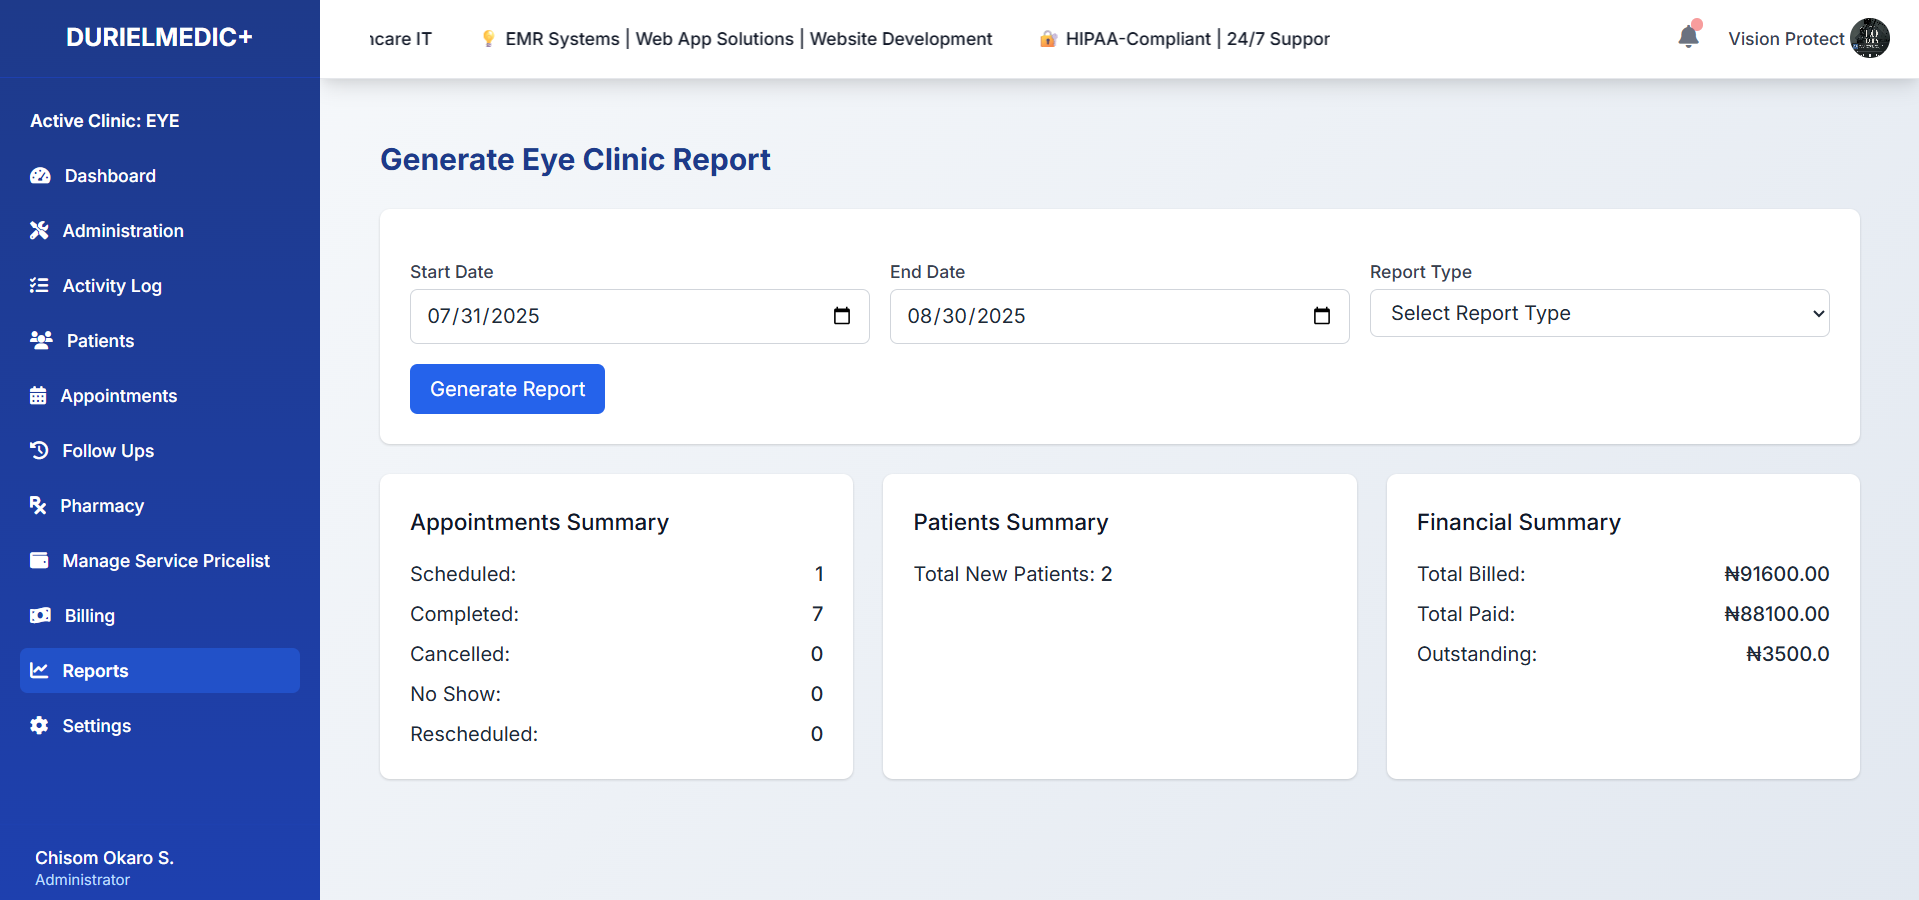 DURIELMEDIC+
Active Clinic: EYE
Dashboard
Administration
Activity Log
Patients
Appointments
Follow Ups
Pharmacy
Manage Service Pricelist
Billing
Reports
Settings
Chisom Okaro S.
Administrator
care IT
EMR Systems | Web App Solutions | Website Development
HIPAA-Compliant | 24/7 Suppor
Vision Protect
Generate Eye Clinic Report
Start Date
07/31/2025
End Date
08/30/2025
Report Type
Select Report Type
Generate Report
Appointments Summary
Scheduled: 1
Completed: 7
Cancelled: 0
No Show: 0
Rescheduled: 0
Patients Summary
Total New Patients: 2
Financial Summary
Total Billed: ₦91600.00
Total Paid: ₦88100.00
Outstanding: ₦3500.0